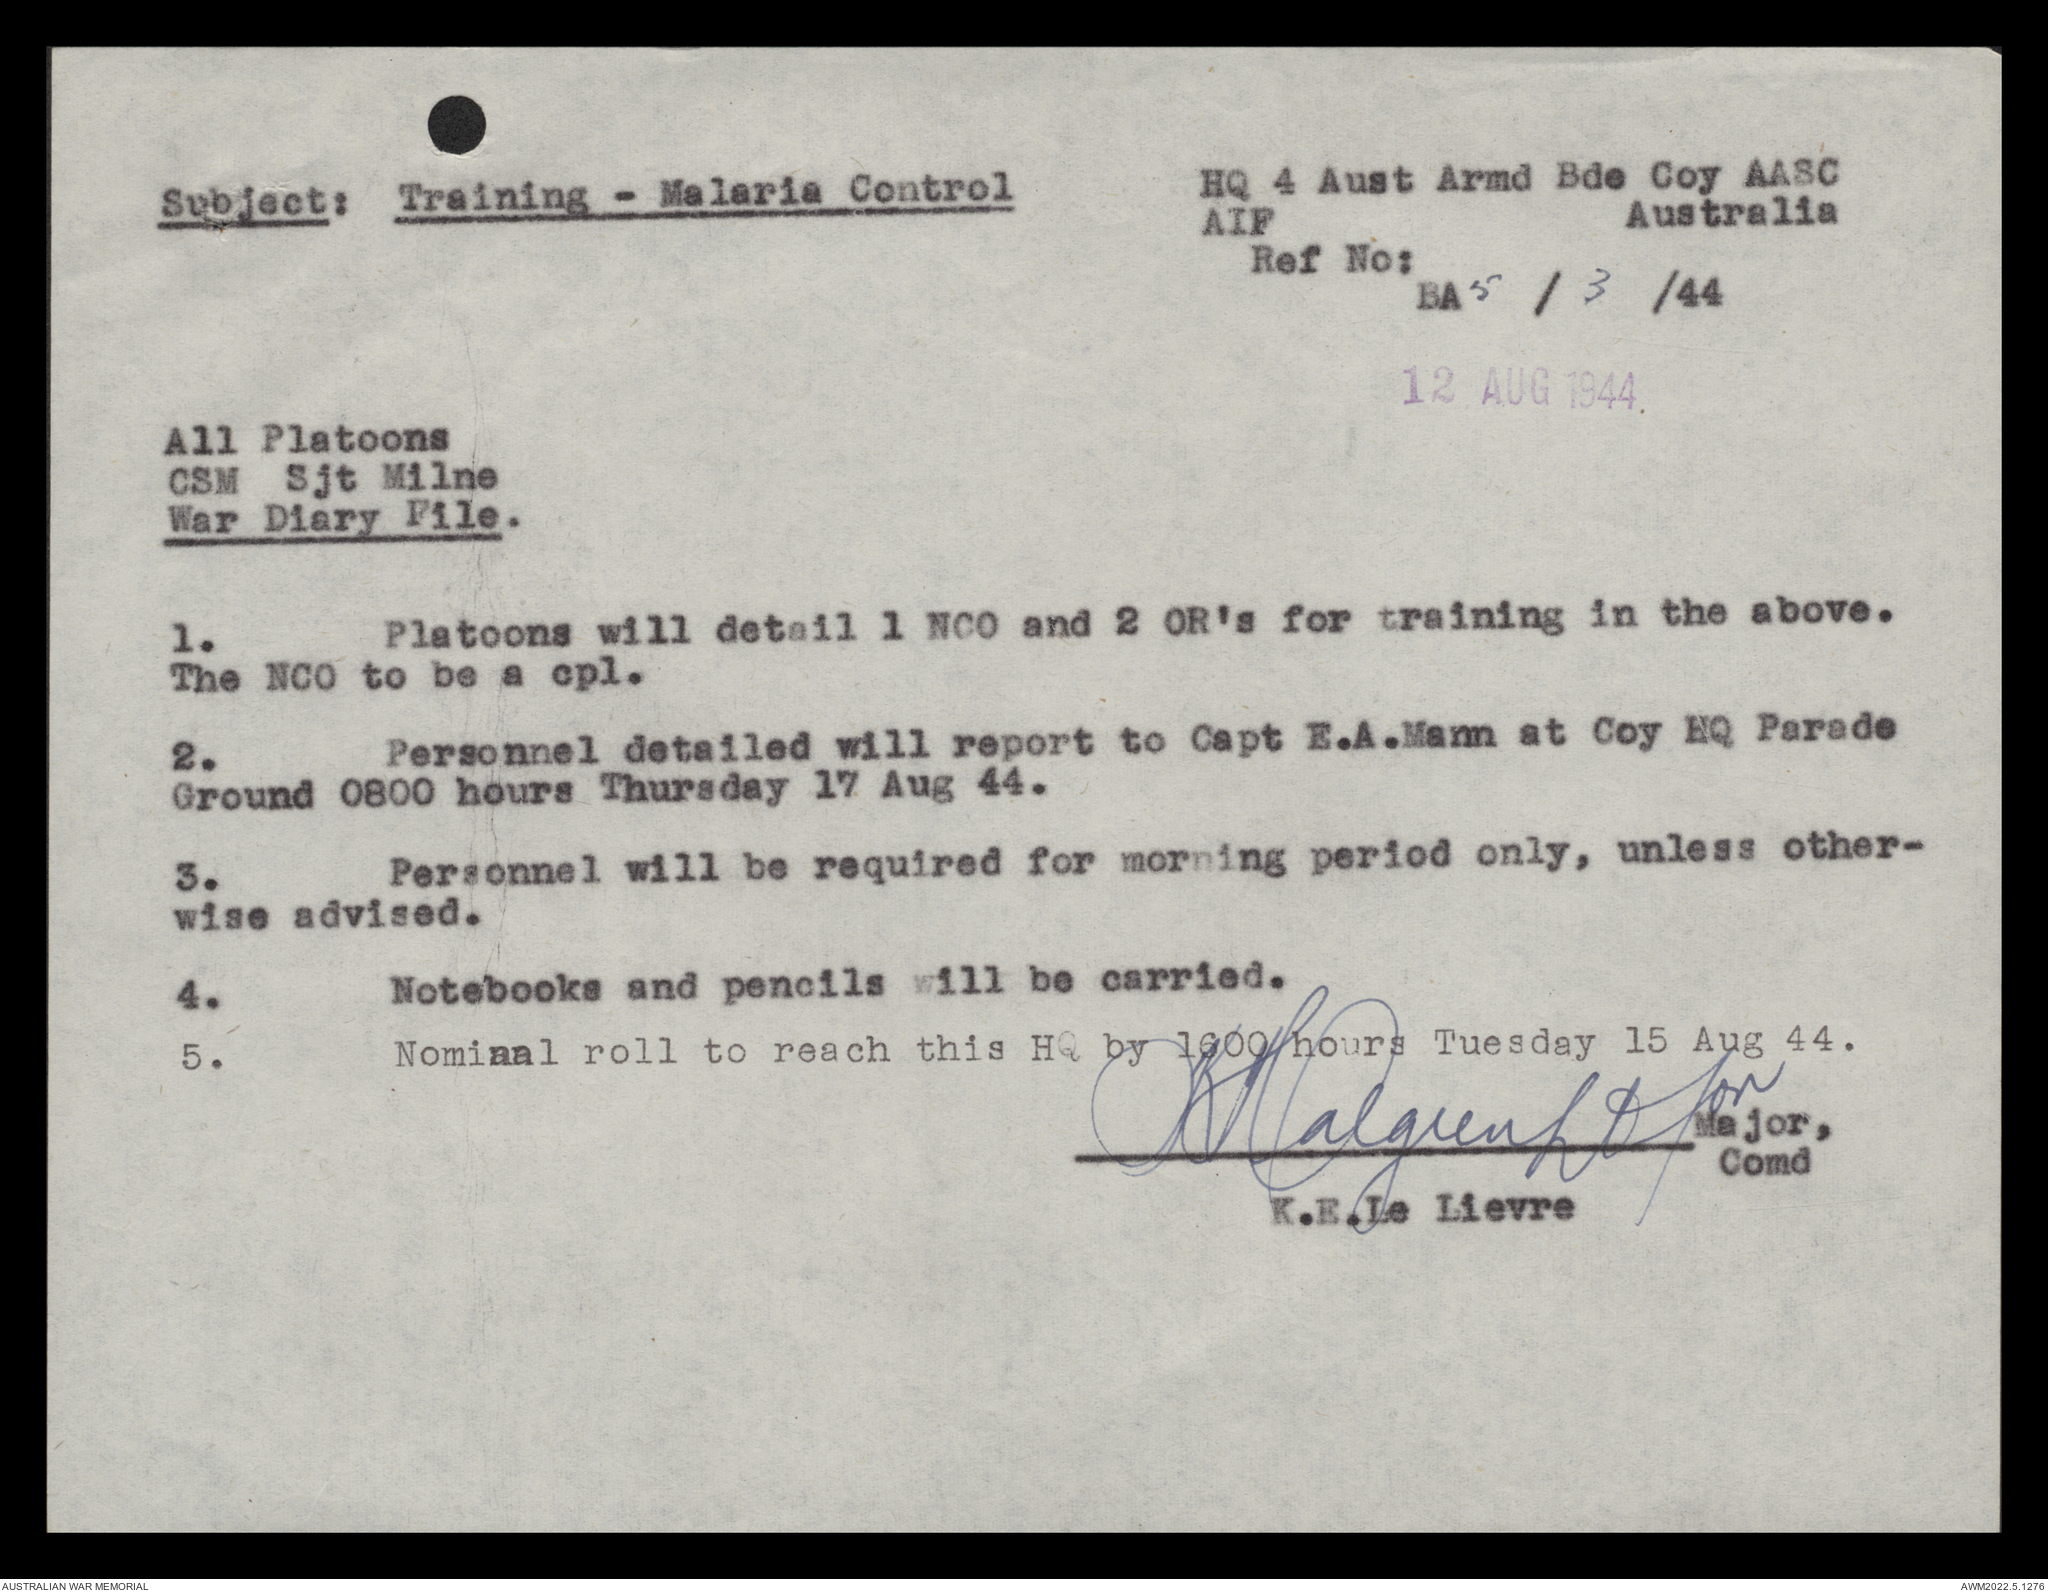 Subject: Training - Malaria Control
HQ 4 Aust Armd Bde Coy AASC
AIF Australia
Ref No:
BA 5 / 3 /44
12 AUG 1944
All Platoons
CSM Sjt Milne
War Diary File.
1. Platoons will detail 1 NCO and 2 OR's for training in the above.
The NCO to be a cpl.
2. Personnel detailed will report to Capt E.A.Mann at Coy HQ Parade
Ground 0800 hours Thursday 17 Aug 44.
3. Personnel will be required for morning period only, unless other-
wise advised.
4. Notebooks and pencils will be carried.
5. Nominal roll to reach this HQ by 1600 hours Tuesday 15 Aug 44.
Lt for
Major,
Comd
K.E.Le Lievre
AUSTRALIAN WAR MEMORIAL
AWM2022.5.1276